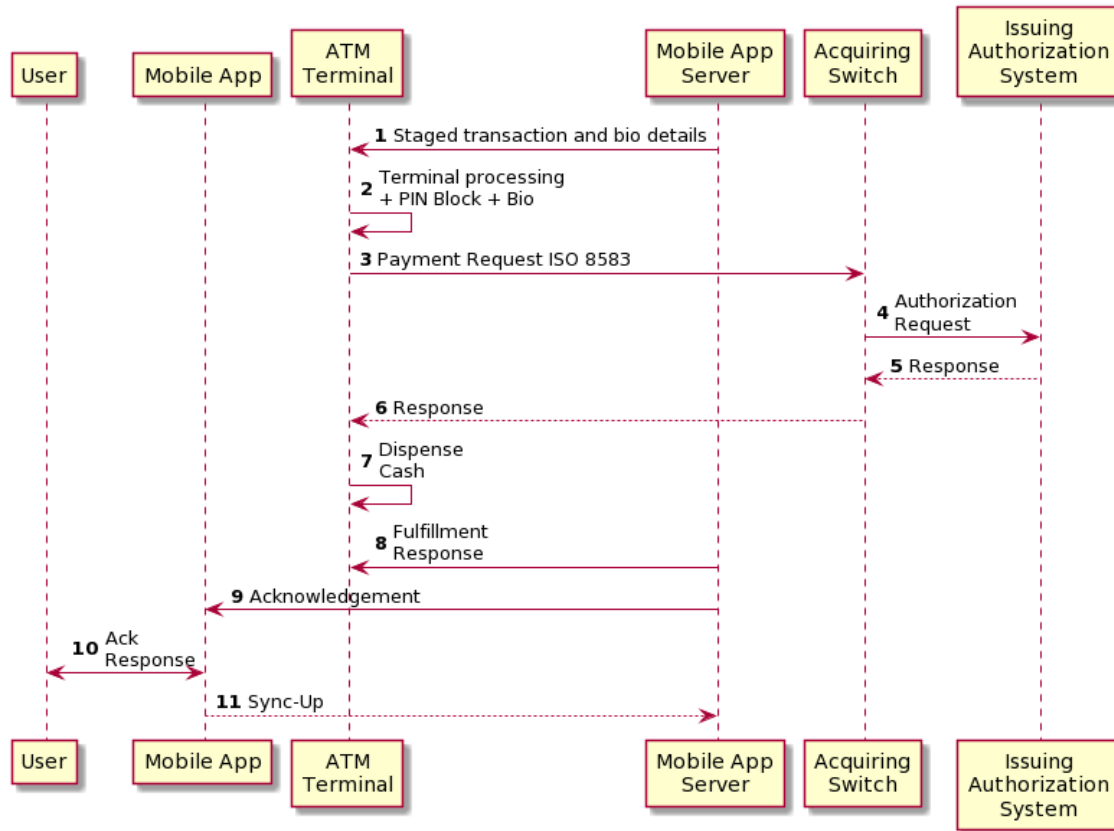 User
Mobile App
ATM
Terminal
Mobile App
Server
Acquiring
Switch
Issuing
Authorization
System
1 Staged transaction and bio details
2 Terminal processing
+ PIN Block + Bio
3 Payment Request ISO 8583
4 Authorization
Request
5 Response
6 Response
7 Dispense
Cash
8 Fulfillment
Response
9 Acknowledgement
10 Ack
Response
11 Sync-Up
User
Mobile App
ATM
Terminal
Mobile App
Server
Acquiring
Switch
Issuing
Authorization
System